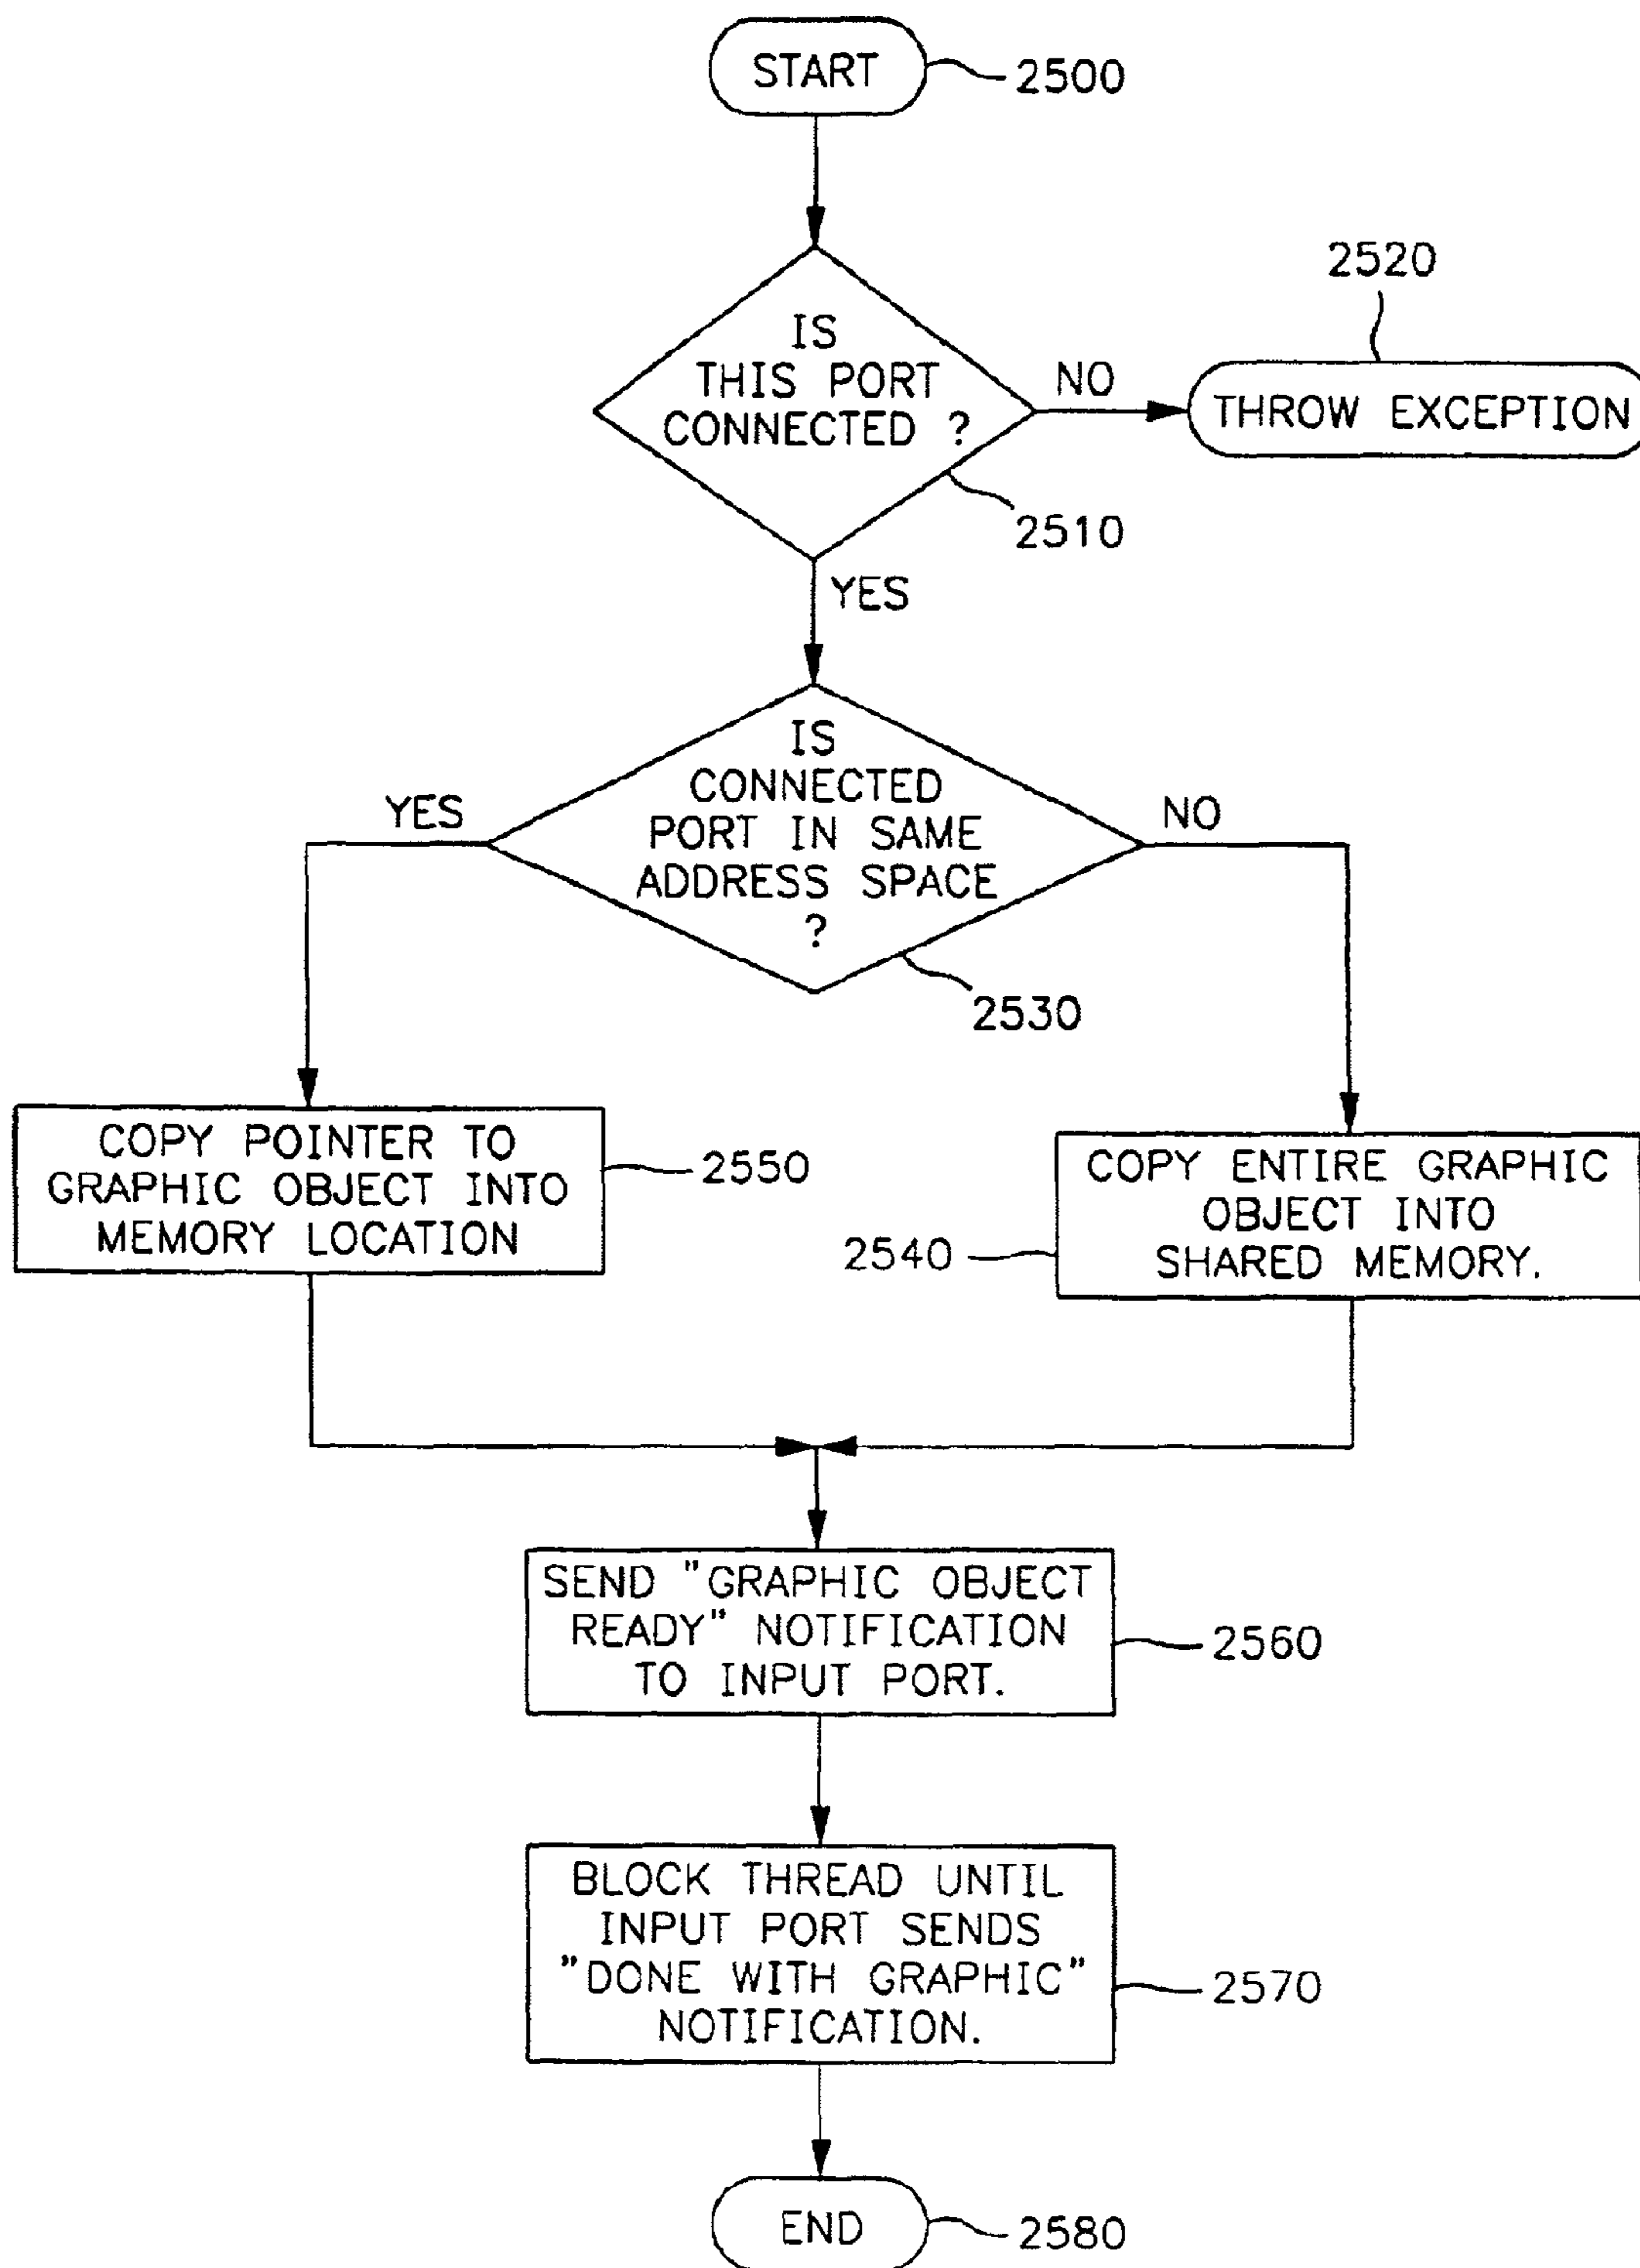 START
2500
2520
IS
THIS PORT
CONNECTED ?
NO
THROW EXCEPTION
2510
YES
IS
CONNECTED
PORT IN SAME
ADDRESS SPACE
?
YES
NO
2530
COPY POINTER TO
GRAPHIC OBJECT INTO
MEMORY LOCATION
2550
COPY ENTIRE GRAPHIC
OBJECT INTO
SHARED MEMORY.
2540
SEND "GRAPHIC OBJECT
READY" NOTIFICATION
TO INPUT PORT.
2560
BLOCK THREAD UNTIL
INPUT PORT SENDS
"DONE WITH GRAPHIC"
NOTIFICATION.
2570
END
2580